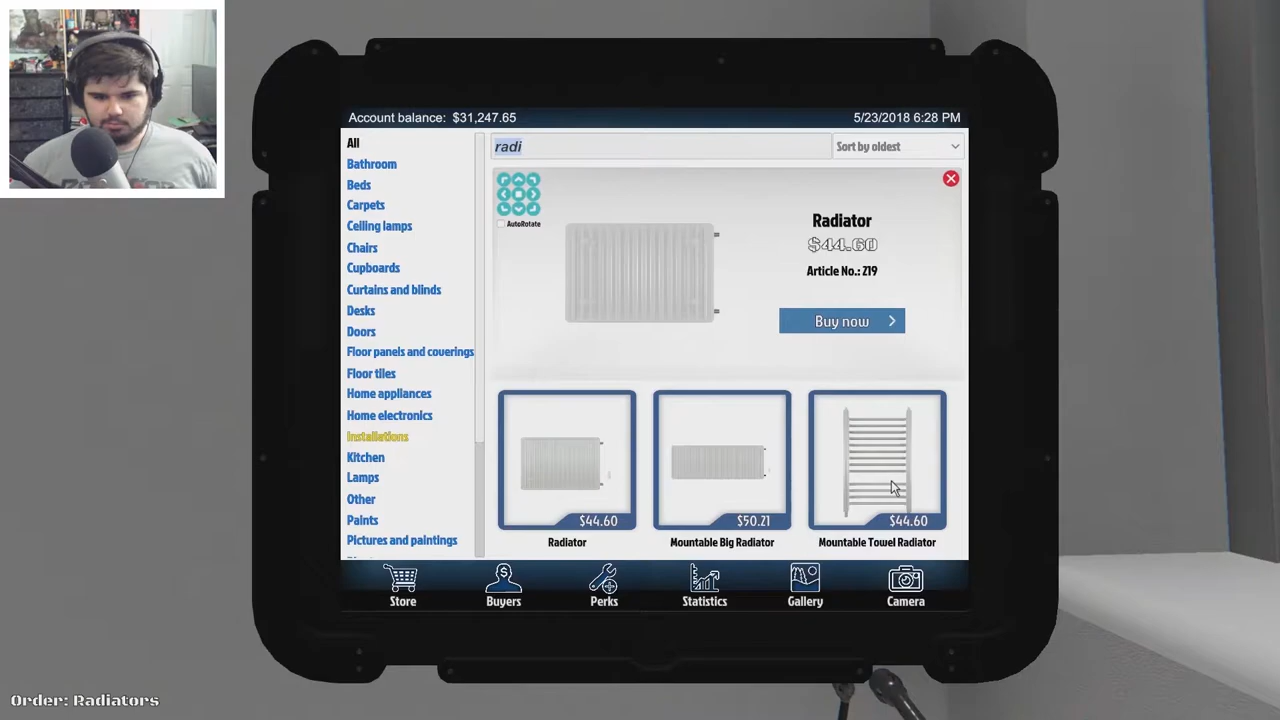 Account balance: $31,247.65
5/23/2018 6:28 PM
All
Bathroom
Beds
Carpets
Ceiling lamps
Chairs
Cupboards
Curtains and blinds
Desks
Doors
Floor panels and coverings
Floor tiles
Home appliances
Home electronics
Installations
Kitchen
Lamps
Other
Paints
Pictures and paintings
radi
Sort by oldest
AutoRotate
Radiator
$44.60
Article No.: 219
Buy now
$44.60
Radiator
$50.21
Mountable Big Radiator
$44.60
Mountable Towel Radiator
Store
Buyers
Perks
Statistics
Gallery
Camera
Order: Radiators